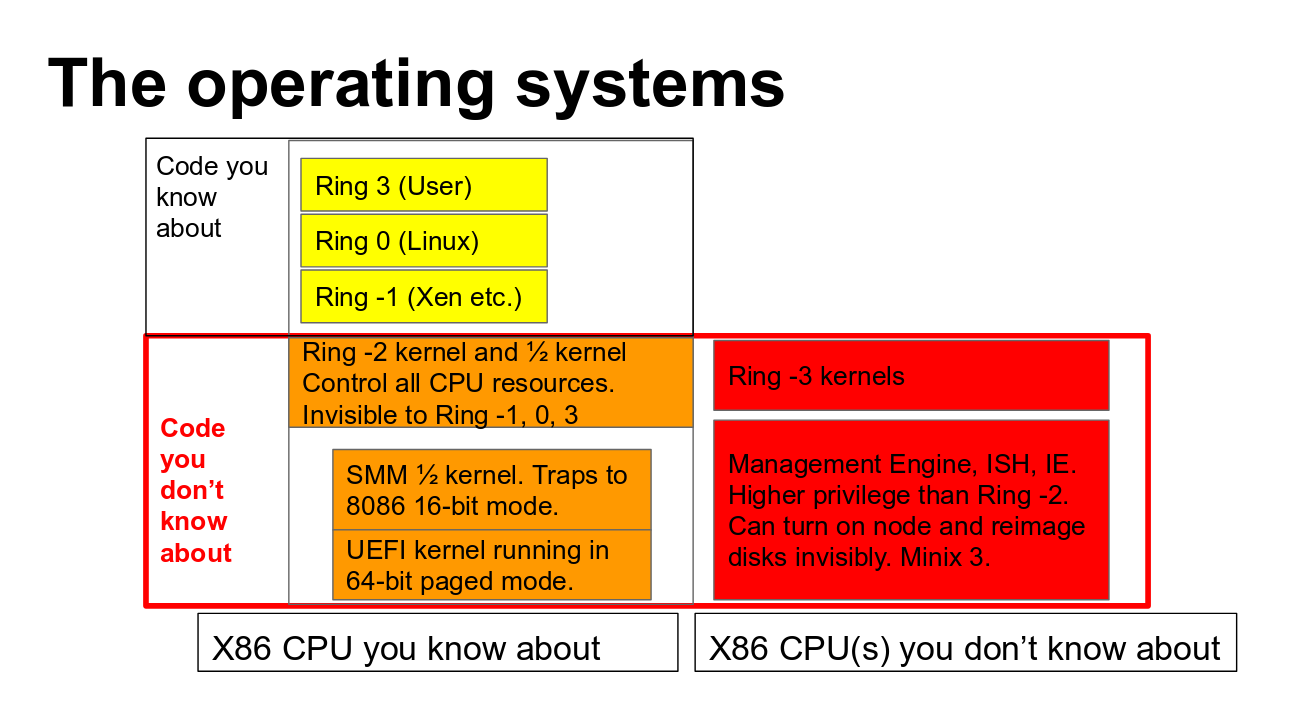 The operating systems
Code you
know
about
Ring 3 (User)
Ring 0 (Linux)
Ring -1 (Xen etc.)
Code
you
don’t
know
about
Ring -2 kernel and ½ kernel
Control all CPU resources.
Invisible to Ring -1, 0, 3
SMM ½ kernel. Traps to
8086 16-bit mode.
UEFI kernel running in
64-bit paged mode.
Ring -3 kernels
Management Engine, ISH, IE.
Higher privilege than Ring -2.
Can turn on node and reimage
disks invisibly. Minix 3.
X86 CPU you know about
X86 CPU(s) you don’t know about